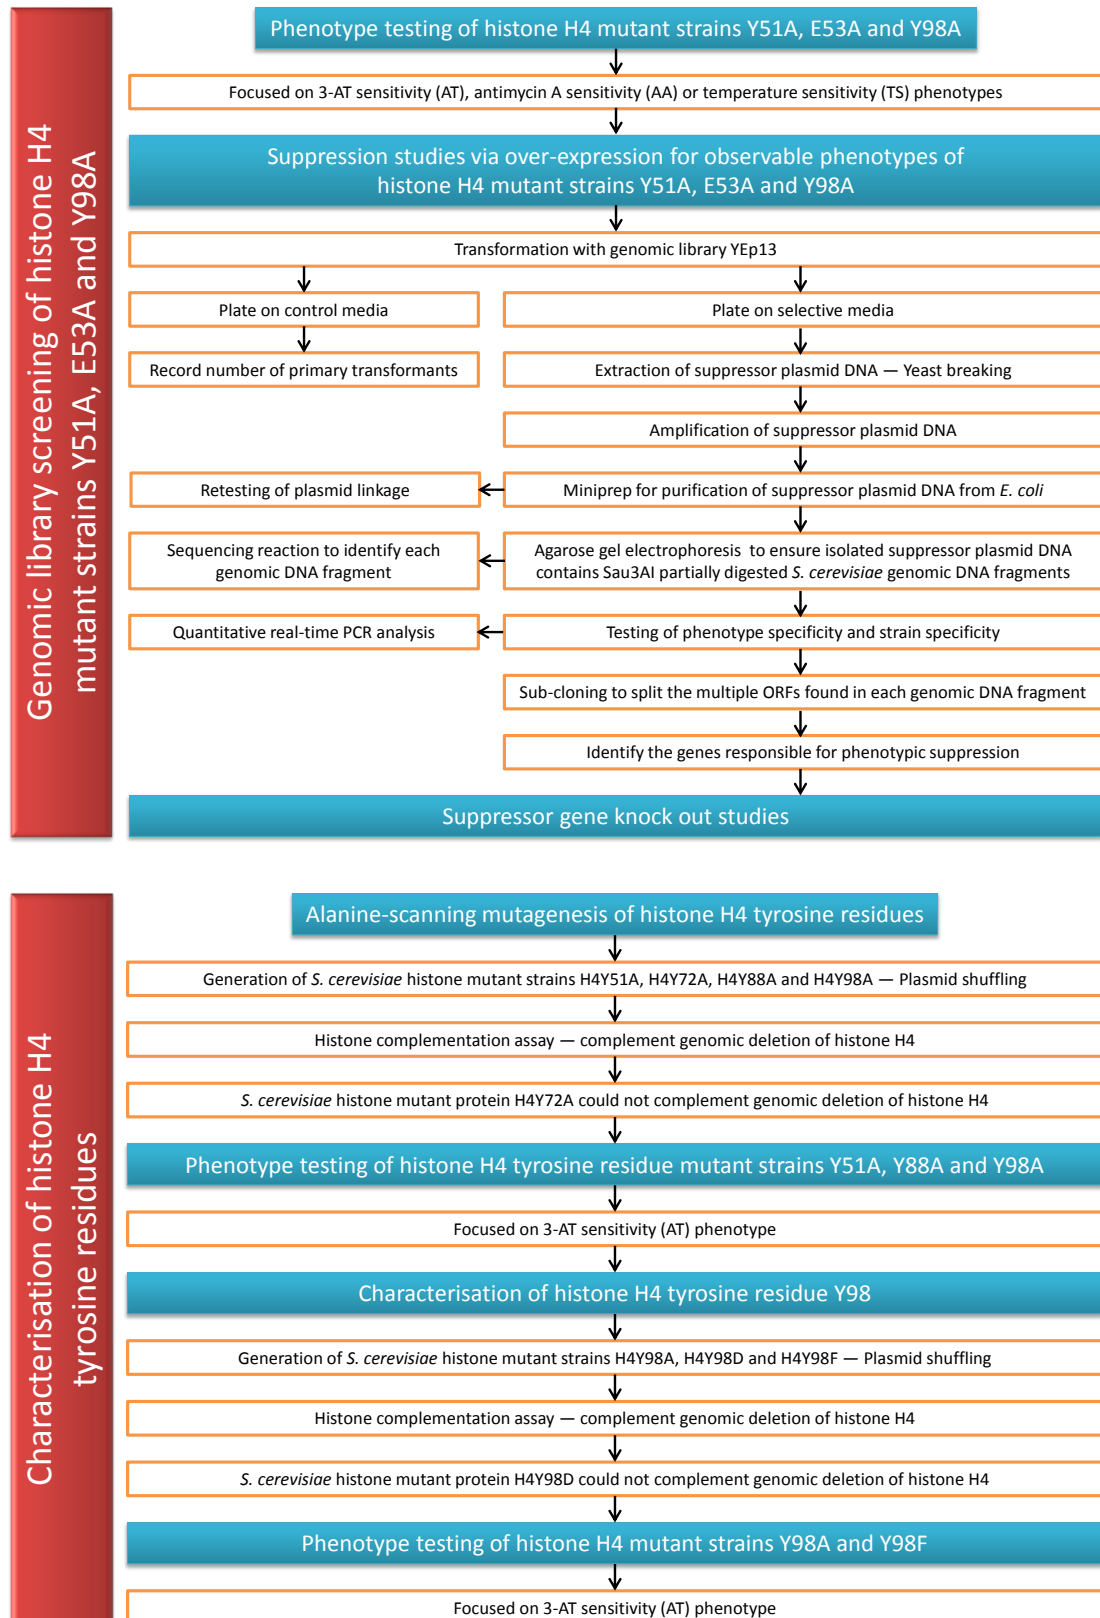 Genomic library screening of histone H4
mutant strains Y51A, E53A and Y98A
Phenotype testing of histone H4 mutant strains Y51A, E53A and Y98A
Focused on 3-AT sensitivity (AT), antimycin A sensitivity (AA) or temperature sensitivity (TS) phenotypes
Suppression studies via over-expression for observable phenotypes of
histone H4 mutant strains Y51A, E53A and Y98A
Transformation with genomic library YEp13
Plate on control media
Plate on selective media
Record number of primary transformants
Extraction of suppressor plasmid DNA — Yeast breaking
Amplification of suppressor plasmid DNA
Retesting of plasmid linkage
Miniprep for purification of suppressor plasmid DNA from E. coli
Sequencing reaction to identify each
genomic DNA fragment
Agarose gel electrophoresis to ensure isolated suppressor plasmid DNA
contains Sau3AI partially digested S. cerevisiae genomic DNA fragments
Quantitative real-time PCR analysis
Testing of phenotype specificity and strain specificity
Sub-cloning to split the multiple ORFs found in each genomic DNA fragment
Identify the genes responsible for phenotypic suppression
Suppressor gene knock out studies
Characterisation of histone H4
tyrosine residues
Alanine-scanning mutagenesis of histone H4 tyrosine residues
Generation of S. cerevisiae histone mutant strains H4Y51A, H4Y72A, H4Y88A and H4Y98A — Plasmid shuffling
Histone complementation assay — complement genomic deletion of histone H4
S. cerevisiae histone mutant protein H4Y72A could not complement genomic deletion of histone H4
Phenotype testing of histone H4 tyrosine residue mutant strains Y51A, Y88A and Y98A
Focused on 3-AT sensitivity (AT) phenotype
Characterisation of histone H4 tyrosine residue Y98
Generation of S. cerevisiae histone mutant strains H4Y98A, H4Y98D and H4Y98F — Plasmid shuffling
Histone complementation assay — complement genomic deletion of histone H4
S. cerevisiae histone mutant protein H4Y98D could not complement genomic deletion of histone H4
Phenotype testing of histone H4 mutant strains Y98A and Y98F
Focused on 3-AT sensitivity (AT) phenotype